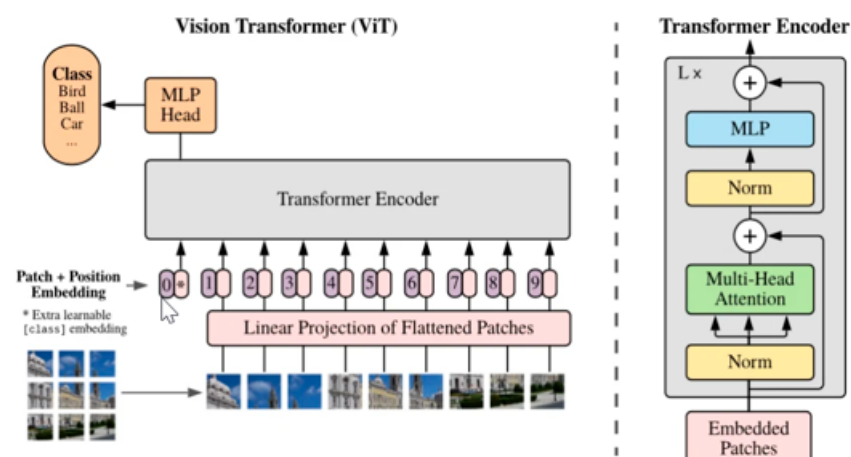 Vision Transformer (ViT)
Class
Bird
Ball
Car
...
MLP
Head
Transformer Encoder
Patch + Position
Embedding
0 * 1 2 3 4 5 6 7 8 9
* Extra learnable
[class] embedding
Linear Projection of Flattened Patches
Transformer Encoder
L ×
+
MLP
Norm
+
Multi-Head
Attention
Norm
Embedded
Patches